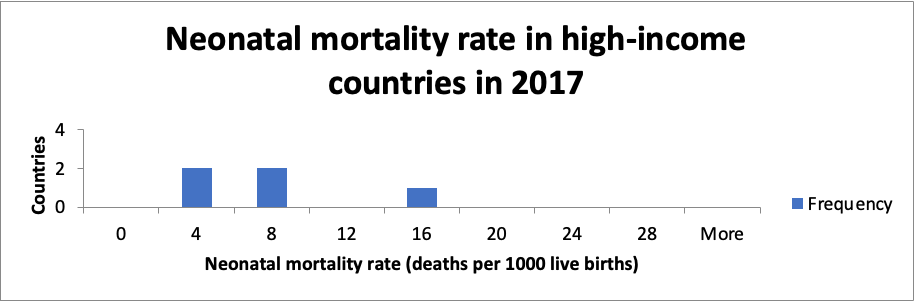 Neonatal mortality rate in high-income
countries in 2017
Countries
4
2
0
0 4 8 12 16 20 24 28 More
Neonatal mortality rate (deaths per 1000 live births)
Frequency